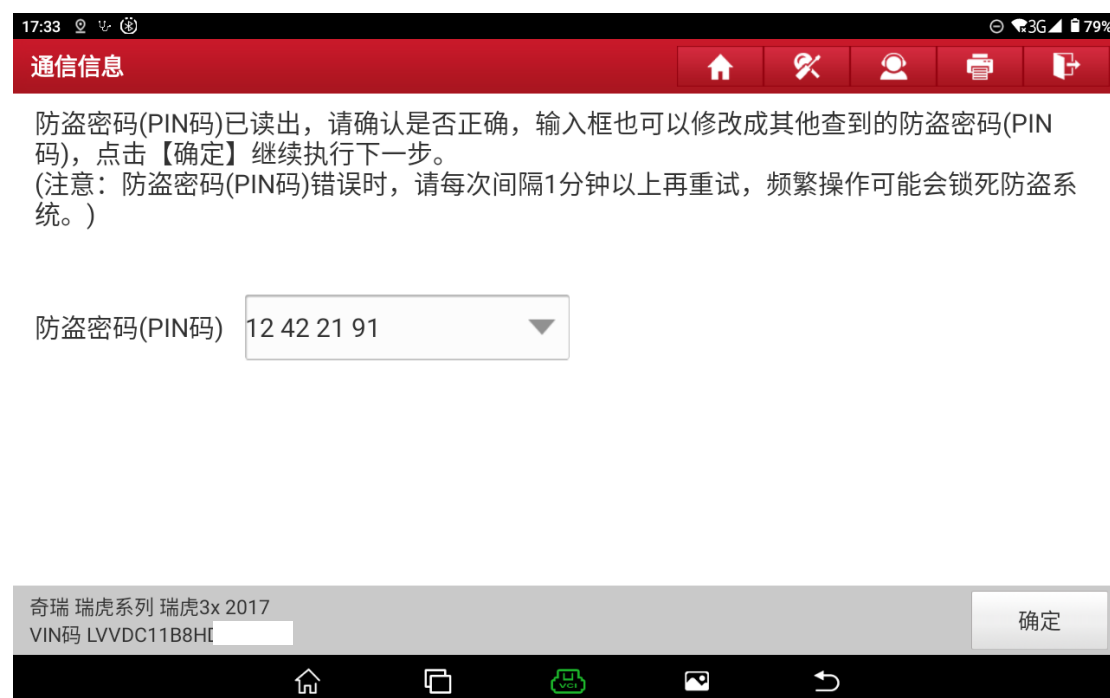 17:33 3G 79%
通信信息
防盗密码(PIN码)已读出，请确认是否正确，输入框也可以修改成其他查到的防盗密码(PIN
码)，点击【确定】继续执行下一步。
(注意：防盗密码(PIN码)错误时，请每次间隔1分钟以上再重试，频繁操作可能会锁死防盗系
统。)
防盗密码(PIN码) 12 42 21 91
奇瑞 瑞虎系列 瑞虎3x 2017
VIN码 LVVDC11B8HD
确定
VCI